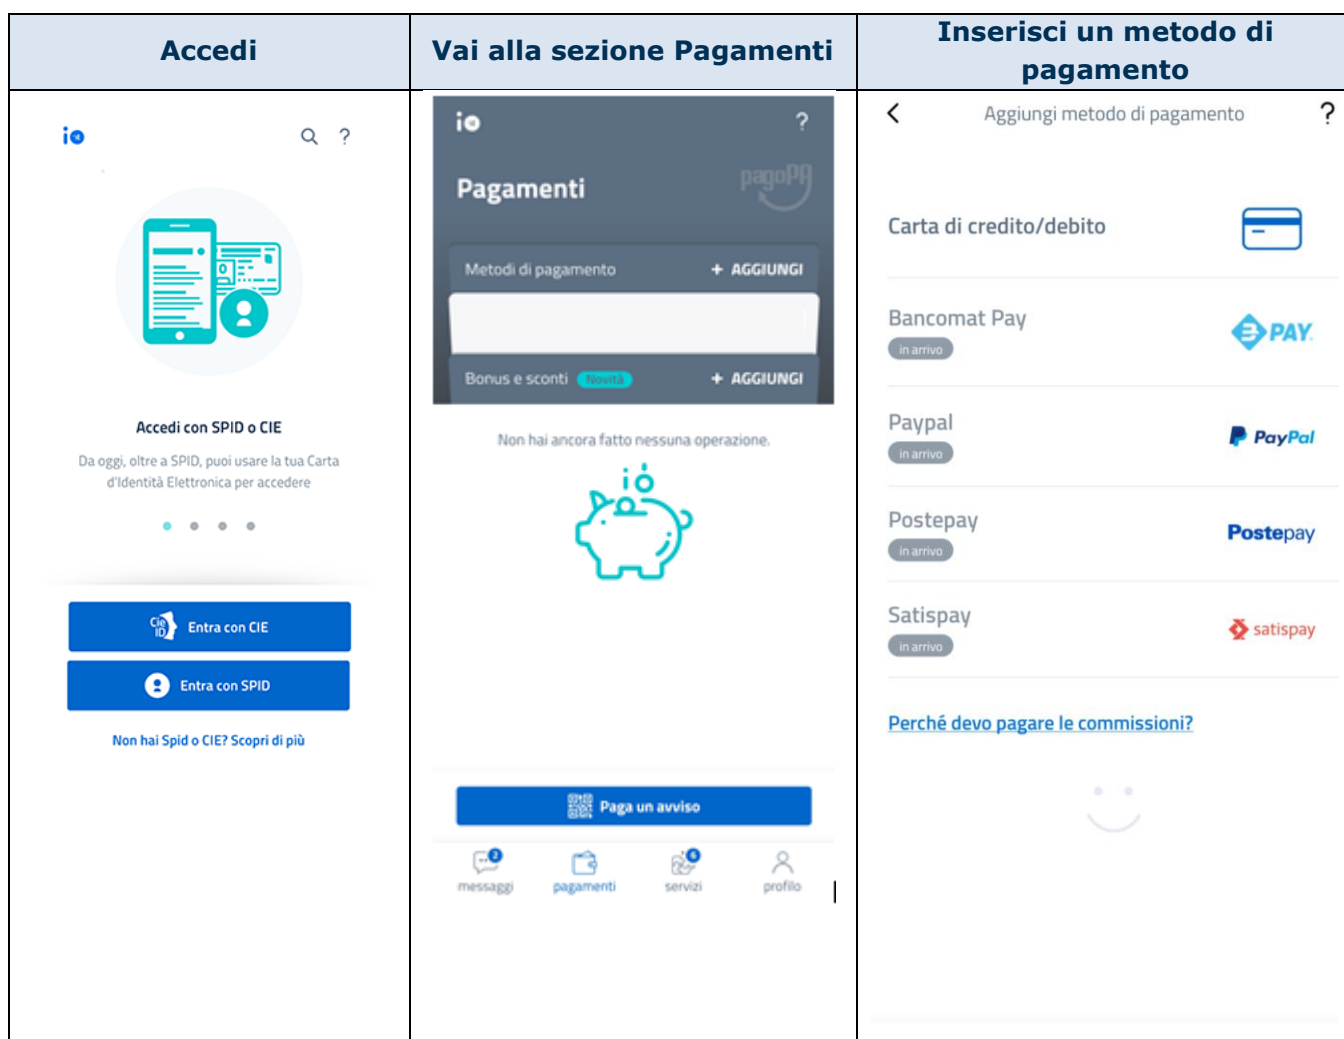 Accedi
Vai alla sezione Pagamenti
Inserisci un metodo di
pagamento
io
?
Accedi con SPID o CIE
Da oggi, oltre a SPID, puoi usare la tua Carta
d'Identità Elettronica per accedere
Cie
ID
Entra con CIE
Entra con SPID
Non hai Spid o CIE? Scopri di più
io
?
Pagamenti
pagoPA
Metodi di pagamento
+ AGGIUNGI
Bonus e sconti
Novità
+ AGGIUNGI
Non hai ancora fatto nessuna operazione.
io
Paga un avviso
2
6
messaggi
pagamenti
servizi
profilo
Aggiungi metodo di pagamento
?
Carta di credito/debito
Bancomat Pay
in arrivo
PAY
Paypal
in arrivo
PayPal
Postepay
in arrivo
Postepay
Satispay
in arrivo
satispay
Perché devo pagare le commissioni?